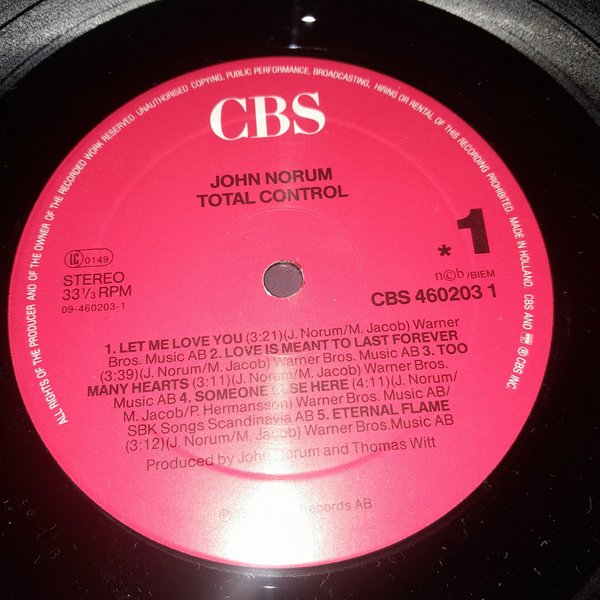 ALL RIGHTS OF THE PRODUCER AND OF THE OWNER OF THE RECORDED WORK RESERVED. UNAUTHORISED COPYING, PUBLIC PERFORMANCE, BROADCASTING, HIRING OR RENTAL OF THIS RECORDING PROHIBITED. MADE IN HOLLAND. CBS AND ℗ CBS INC.
CBS
JOHN NORUM
TOTAL CONTROL
* 1
LC 0149
STEREO
33 1/3 RPM
09-460203-1
n©b/BIEM
CBS 460203 1
1. LET ME LOVE YOU (3:21)(J. Norum/M. Jacob) Warner
Bros. Music AB 2. LOVE IS MEANT TO LAST FOREVER
(3:39)(J. Norum/M. Jacob) Warner Bros. Music AB 3. TOO
MANY HEARTS (3:11)(J. Norum/M. Jacob) Warner Bros.
Music AB 4. SOMEONE ELSE HERE (4:11)(J. Norum/
M. Jacob/P. Hermansson) Warner Bros. Music AB/
SBK Songs Scandinavia AB 5. ETERNAL FLAME
(3:12)(J. Norum/M. Jacob) Warner Bros.Music AB
Produced by John Norum and Thomas Witt
Records AB